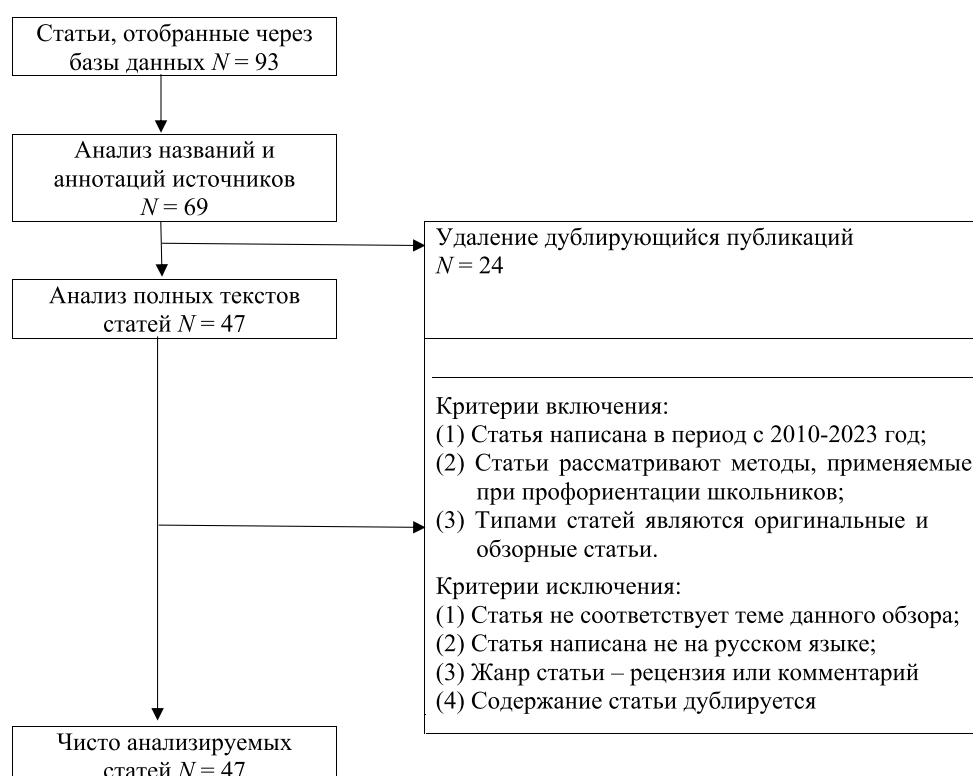 Статьи, отобранные через
базы данных N = 93
Анализ названий и
аннотаций источников
N = 69
Удаление дублирующийся публикаций
N = 24
Анализ полных текстов
статей N = 47
Критерии включения:
(1) Статья написана в период с 2010-2023 год;
(2) Статьи рассматривают методы, применяемые
при профориентации школьников;
(3) Типами статей являются оригинальные и
обзорные статьи.
Критерии исключения:
(1) Статья не соответствует теме данного обзора;
(2) Статья написана не на русском языке;
(3) Жанр статьи – рецензия или комментарий
(4) Содержание статьи дублируется
Чисто анализируемых
статей N = 47